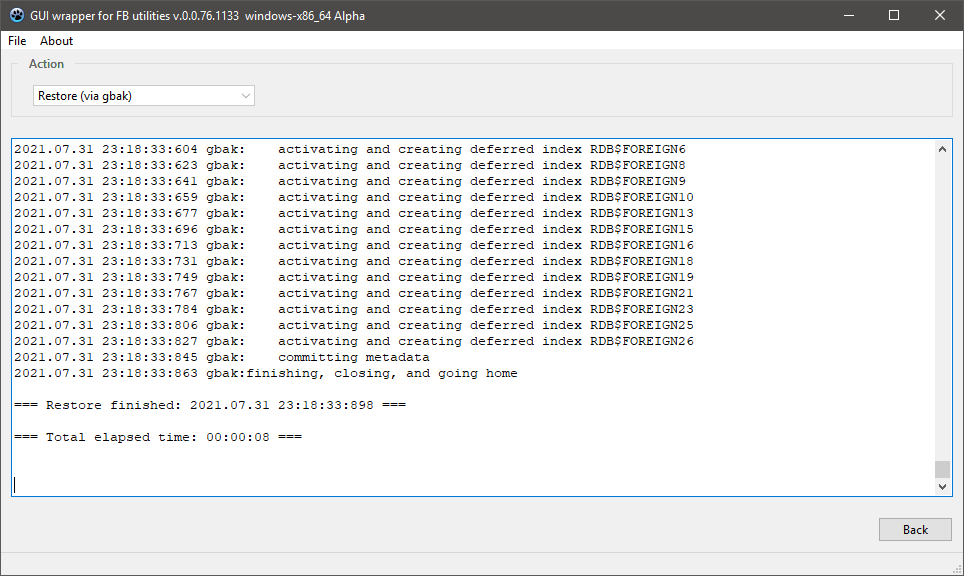 GUI wrapper for FB utilities v.0.0.76.1133  windows-x86_64 Alpha
File About
Action
Restore (via gbak)
2021.07.31 23:18:33:604 gbak:    activating and creating deferred index RDB$FOREIGN6
2021.07.31 23:18:33:623 gbak:    activating and creating deferred index RDB$FOREIGN8
2021.07.31 23:18:33:641 gbak:    activating and creating deferred index RDB$FOREIGN9
2021.07.31 23:18:33:659 gbak:    activating and creating deferred index RDB$FOREIGN10
2021.07.31 23:18:33:677 gbak:    activating and creating deferred index RDB$FOREIGN13
2021.07.31 23:18:33:696 gbak:    activating and creating deferred index RDB$FOREIGN15
2021.07.31 23:18:33:713 gbak:    activating and creating deferred index RDB$FOREIGN16
2021.07.31 23:18:33:731 gbak:    activating and creating deferred index RDB$FOREIGN18
2021.07.31 23:18:33:749 gbak:    activating and creating deferred index RDB$FOREIGN19
2021.07.31 23:18:33:767 gbak:    activating and creating deferred index RDB$FOREIGN21
2021.07.31 23:18:33:784 gbak:    activating and creating deferred index RDB$FOREIGN23
2021.07.31 23:18:33:806 gbak:    activating and creating deferred index RDB$FOREIGN25
2021.07.31 23:18:33:827 gbak:    activating and creating deferred index RDB$FOREIGN26
2021.07.31 23:18:33:845 gbak:    committing metadata
2021.07.31 23:18:33:863 gbak:finishing, closing, and going home
=== Restore finished: 2021.07.31 23:18:33:898 ===
=== Total elapsed time: 00:00:08 ===
Back